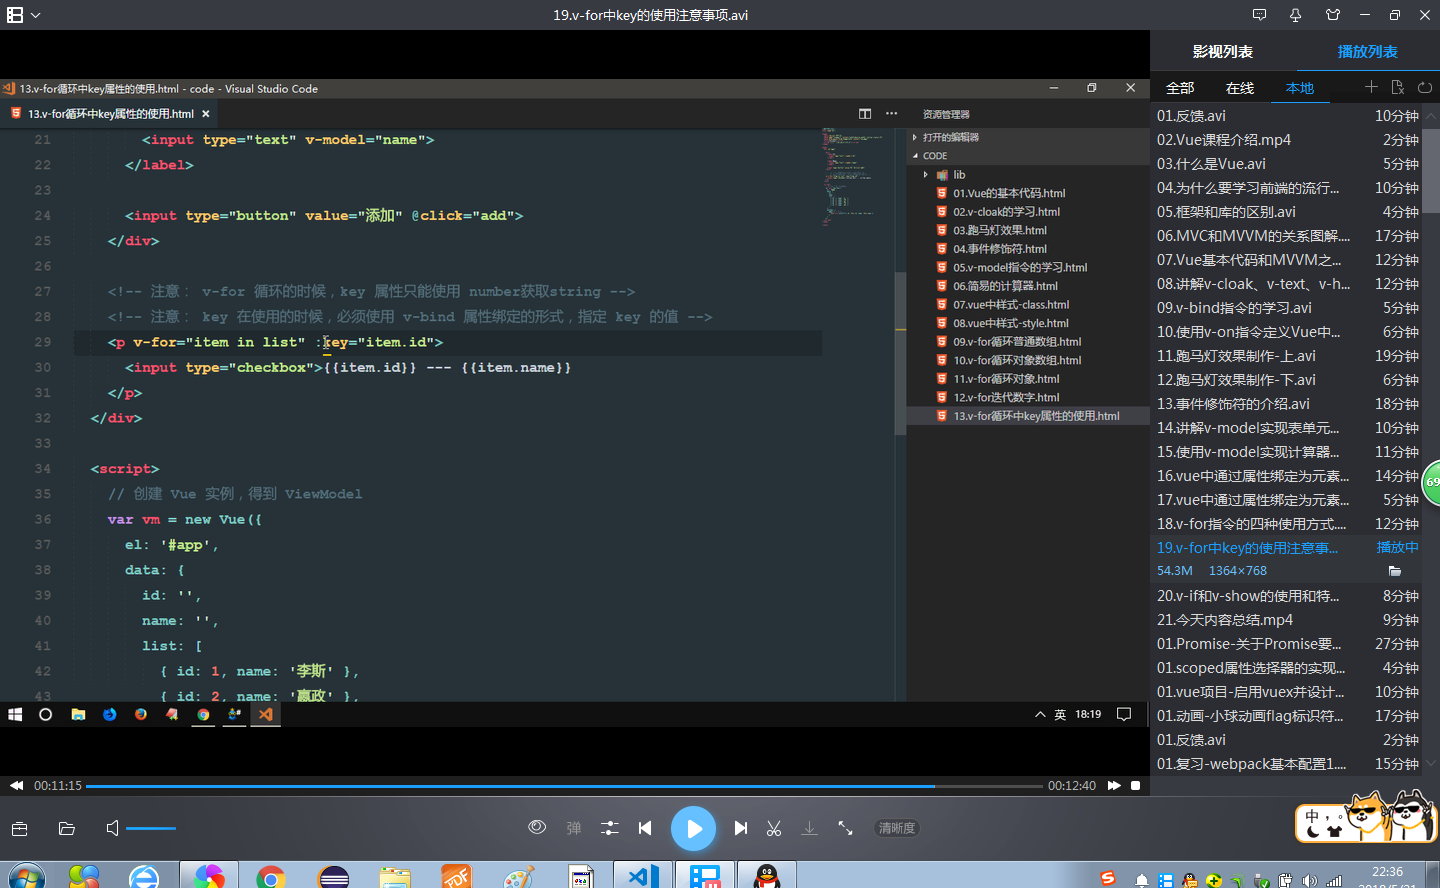 19.v-for中key的使用注意事项.avi
影视列表 播放列表
全部 在线 本地
13.v-for循环中key属性的使用.html - code - Visual Studio Code
13.v-for循环中key属性的使用.html
21 <input type="text" v-model="name">
22 </label>
23
24 <input type="button" value="添加" @click="add">
25 </div>
26
27 <!-- 注意： v-for 循环的时候，key 属性只能使用 number获取string -->
28 <!-- 注意： key 在使用的时候，必须使用 v-bind 属性绑定的形式，指定 key 的值 -->
29 <p v-for="item in list" :key="item.id">
30 <input type="checkbox">{{item.id}} --- {{item.name}}
31 </p>
32 </div>
33
34 <script>
35 // 创建 Vue 实例，得到 ViewModel
36 var vm = new Vue({
37 el: '#app',
38 data: {
39 id: '',
40 name: '',
41 list: [
42 { id: 1, name: '李斯' },
43 { id: 2, name: '嬴政' },
资源管理器
打开的编辑器
CODE
lib
01.Vue的基本代码.html
02.v-cloak的学习.html
03.跑马灯效果.html
04.事件修饰符.html
05.v-model指令的学习.html
06.简易的计算器.html
07.vue中样式-class.html
08.vue中样式-style.html
09.v-for循环普通数组.html
10.v-for循环对象数组.html
11.v-for循环对象.html
12.v-for迭代数字.html
13.v-for循环中key属性的使用.html
英 18:19
01.反馈.avi 10分钟
02.Vue课程介绍.mp4 2分钟
03.什么是Vue.avi 5分钟
04.为什么要学习前端的流行... 10分钟
05.框架和库的区别.avi 4分钟
06.MVC和MVVM的关系图解.... 17分钟
07.Vue基本代码和MVVM之... 12分钟
08.讲解v-cloak、v-text、v-h... 12分钟
09.v-bind指令的学习.avi 5分钟
10.使用v-on指令定义Vue中... 6分钟
11.跑马灯效果制作-上.avi 19分钟
12.跑马灯效果制作-下.avi 6分钟
13.事件修饰符的介绍.avi 18分钟
14.讲解v-model实现表单元... 10分钟
15.使用v-model实现计算器... 11分钟
16.vue中通过属性绑定为元素... 14分钟
17.vue中通过属性绑定为元素... 5分钟
18.v-for指令的四种使用方式.... 12分钟
19.v-for中key的使用注意事... 播放中
54.3M 1364×768
20.v-if和v-show的使用和特... 8分钟
21.今天内容总结.mp4 9分钟
01.Promise-关于Promise要... 27分钟
01.scoped属性选择器的实现... 4分钟
01.vue项目-启用vuex并设计... 10分钟
01.动画-小球动画flag标识符... 17分钟
01.反馈.avi 2分钟
01.复习-webpack基本配置1.... 15分钟
69
00:11:15 00:12:40
弹 清晰度
中 ，。
PDF
22:36